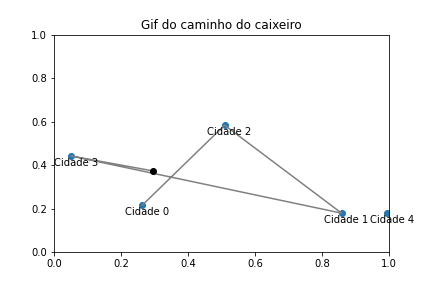 Gif do caminho do caixeiro
1.0
0.8
0.6
Cidade 2
0.4
Cidade 3
0.2
Cidade 0
Cidade 1 Cidade 4
0.0
0.0 0.2 0.4 0.6 0.8 1.0